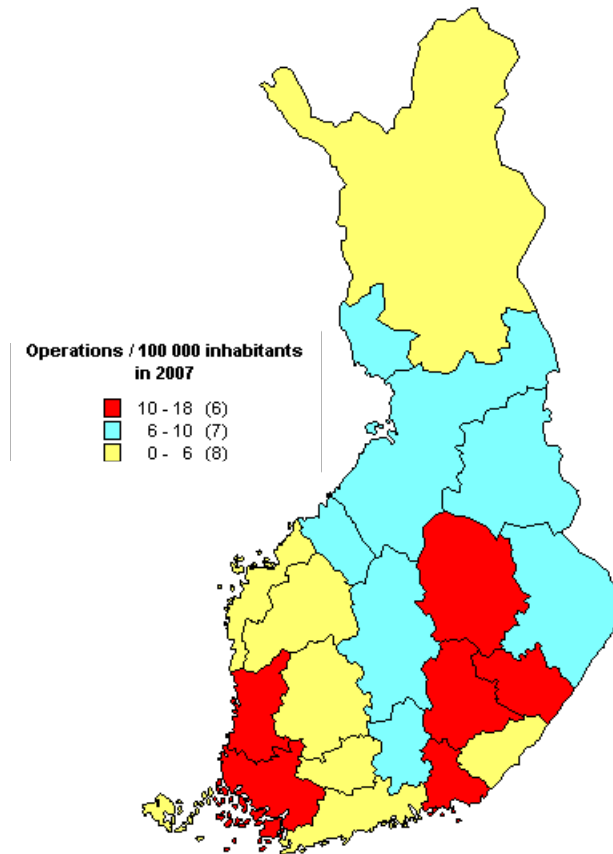 Operations / 100 000 inhabitants
in 2007
10 - 18 (6)
6 - 10 (7)
0 - 6 (8)